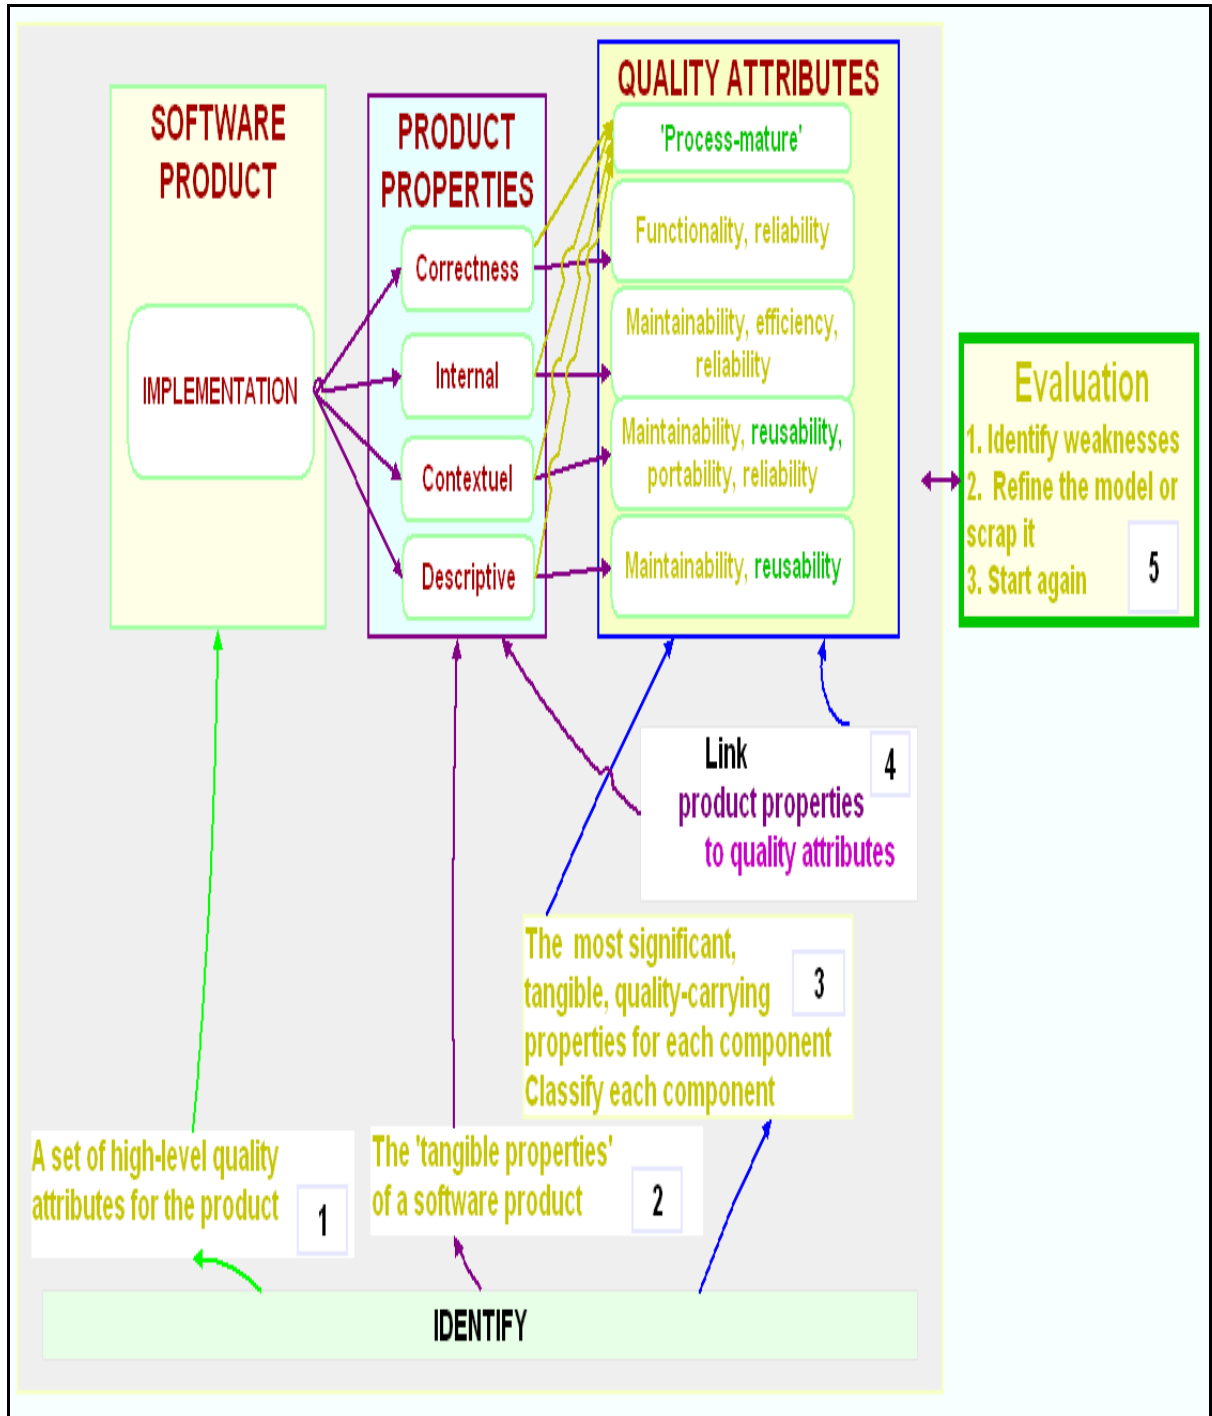 SOFTWARE
PRODUCT
IMPLEMENTATION
PRODUCT
PROPERTIES
Correctness
Internal
Contextuel
Descriptive
QUALITY ATTRIBUTES
'Process-mature'
Functionality, reliability
Maintainability, efficiency,
reliability
Maintainability, reusability,
portability, reliability
Maintainability, reusability
Evaluation
1. Identify weaknesses
2. Refine the model or
scrap it
3. Start again
5
Link
product properties
to quality attributes
4
The most significant,
tangible, quality-carrying
properties for each component
Classify each component
3
A set of high-level quality
attributes for the product
1
The 'tangible properties'
of a software product
2
IDENTIFY